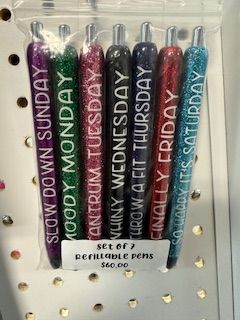 SLOW DOWN SUNDAY
MOODY MONDAY
TANTRUM TUESDAY
WHINY WEDNESDAY
THROW A FIT THURSDAY
FINALLY FRIDAY
SO HAPPY IT'S SATURDAY
Set of 7
Refillable Pens
$60.00